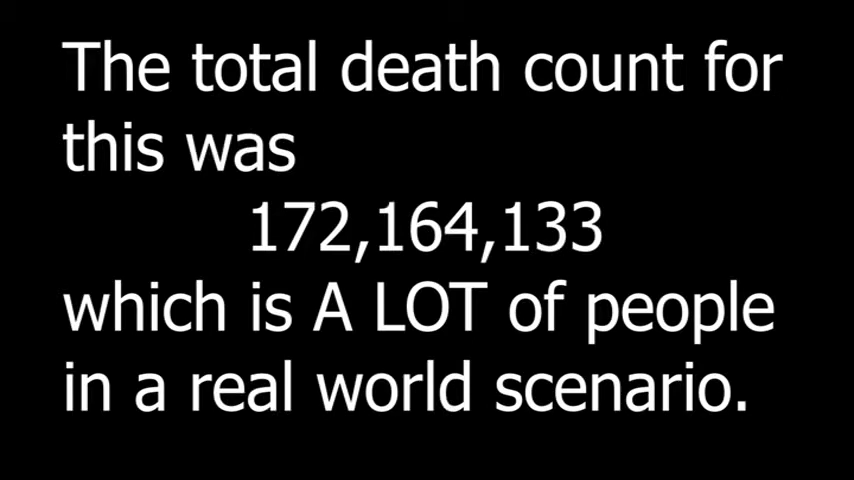 The total death count for
this was
172,164,133
which is A LOT of people
in a real world scenario.